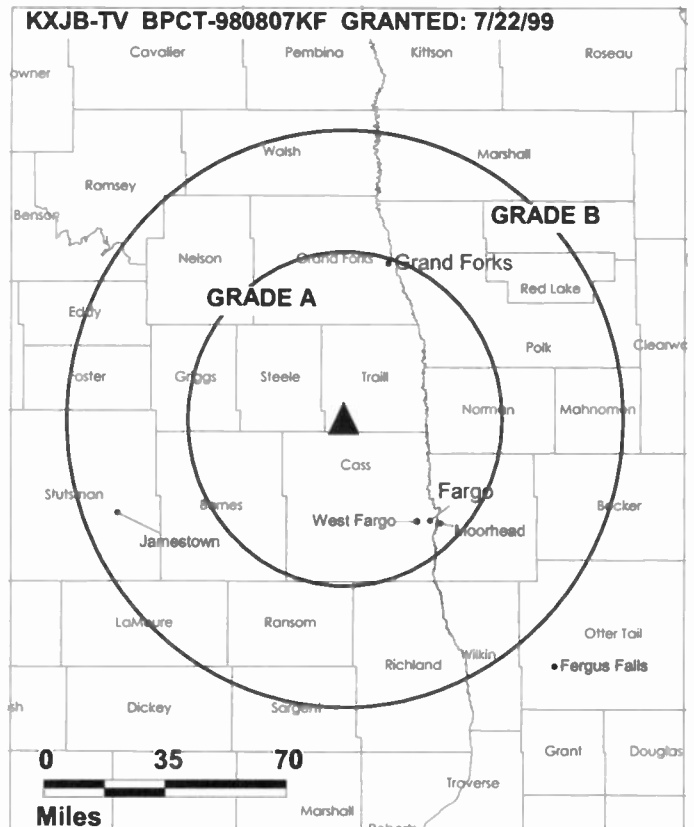 KXJB-TV BPCT-980807KF GRANTED: 7/22/99
Cavalier Pembina Kittson Roseau
owner
Walsh Marshall
Ramsey
Benson GRADE B
Nelson Grand Forks Grand Forks
Red Lake
GRADE A
Eddy
Polk Clearwa
Foster Griggs Steele Traill
Norman Mahnomen
Cass
Stutsman Barnes Fargo Becker
West Fargo Moorhead
Jamestown
LaMoure Ransom Otter Tail
Richland Wilkin
Fergus Falls
sh Dickey Sargent
0 35 70 Grant Douglas
Traverse
Miles Marshall